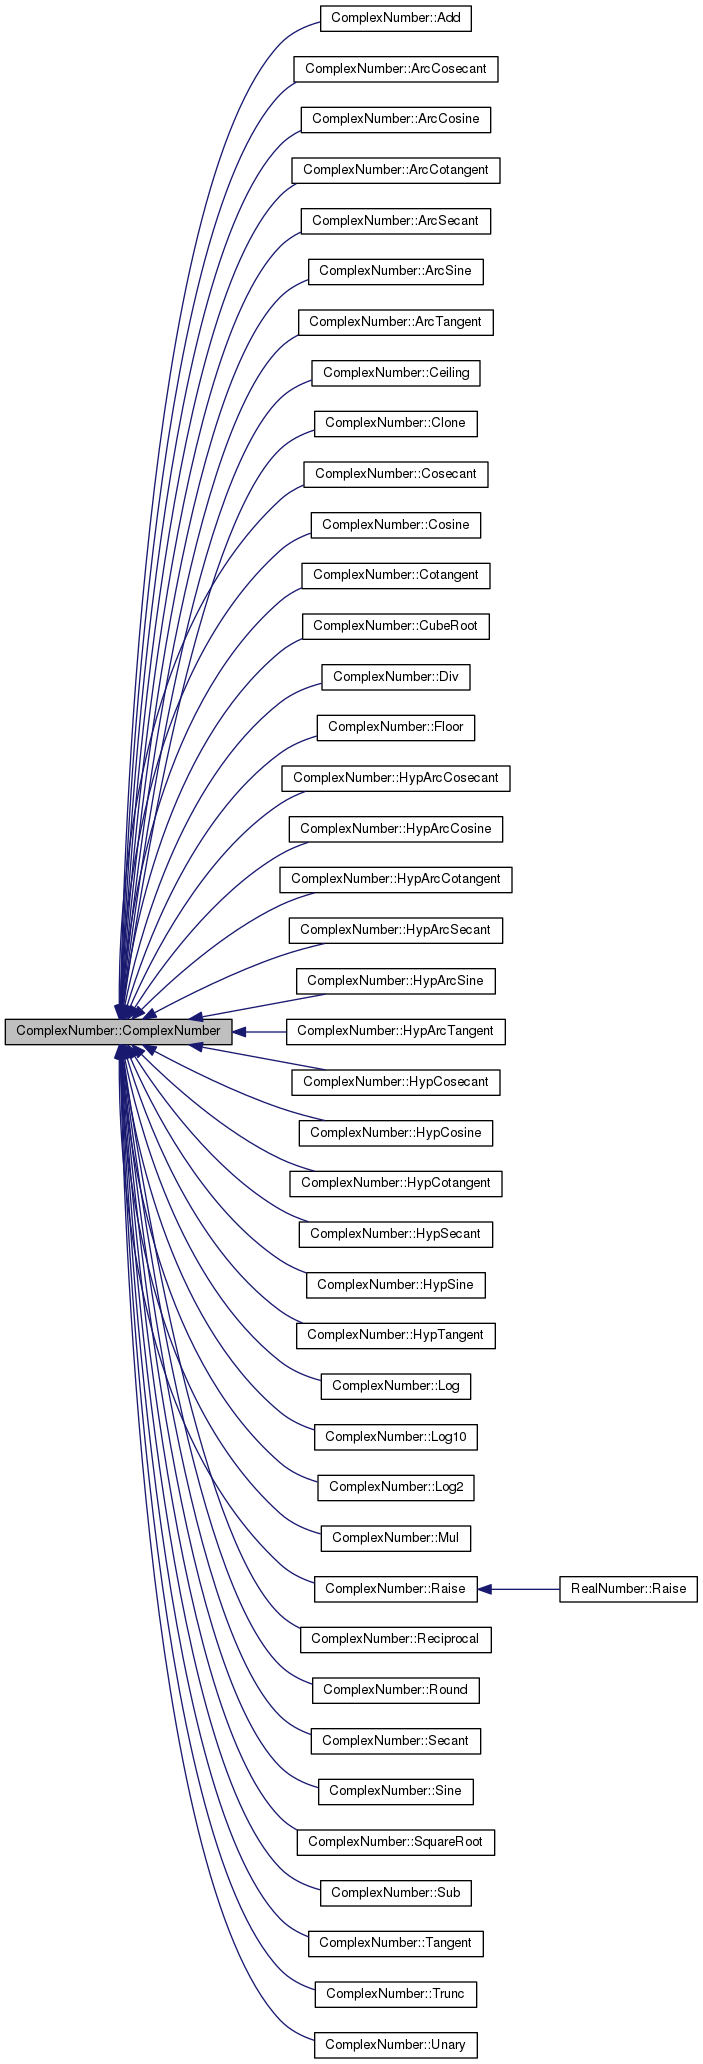 ComplexNumber::Add
ComplexNumber::ArcCosecant
ComplexNumber::ArcCosine
ComplexNumber::ArcCotangent
ComplexNumber::ArcSecant
ComplexNumber::ArcSine
ComplexNumber::ArcTangent
ComplexNumber::Ceiling
ComplexNumber::Clone
ComplexNumber::Cosecant
ComplexNumber::Cosine
ComplexNumber::Cotangent
ComplexNumber::CubeRoot
ComplexNumber::Div
ComplexNumber::Floor
ComplexNumber::HypArcCosecant
ComplexNumber::HypArcCosine
ComplexNumber::HypArcCotangent
ComplexNumber::HypArcSecant
ComplexNumber::HypArcSine
ComplexNumber::ComplexNumber
ComplexNumber::HypArcTangent
ComplexNumber::HypCosecant
ComplexNumber::HypCosine
ComplexNumber::HypCotangent
ComplexNumber::HypSecant
ComplexNumber::HypSine
ComplexNumber::HypTangent
ComplexNumber::Log
ComplexNumber::Log10
ComplexNumber::Log2
ComplexNumber::Mul
ComplexNumber::Raise
RealNumber::Raise
ComplexNumber::Reciprocal
ComplexNumber::Round
ComplexNumber::Secant
ComplexNumber::Sine
ComplexNumber::SquareRoot
ComplexNumber::Sub
ComplexNumber::Tangent
ComplexNumber::Trunc
ComplexNumber::Unary